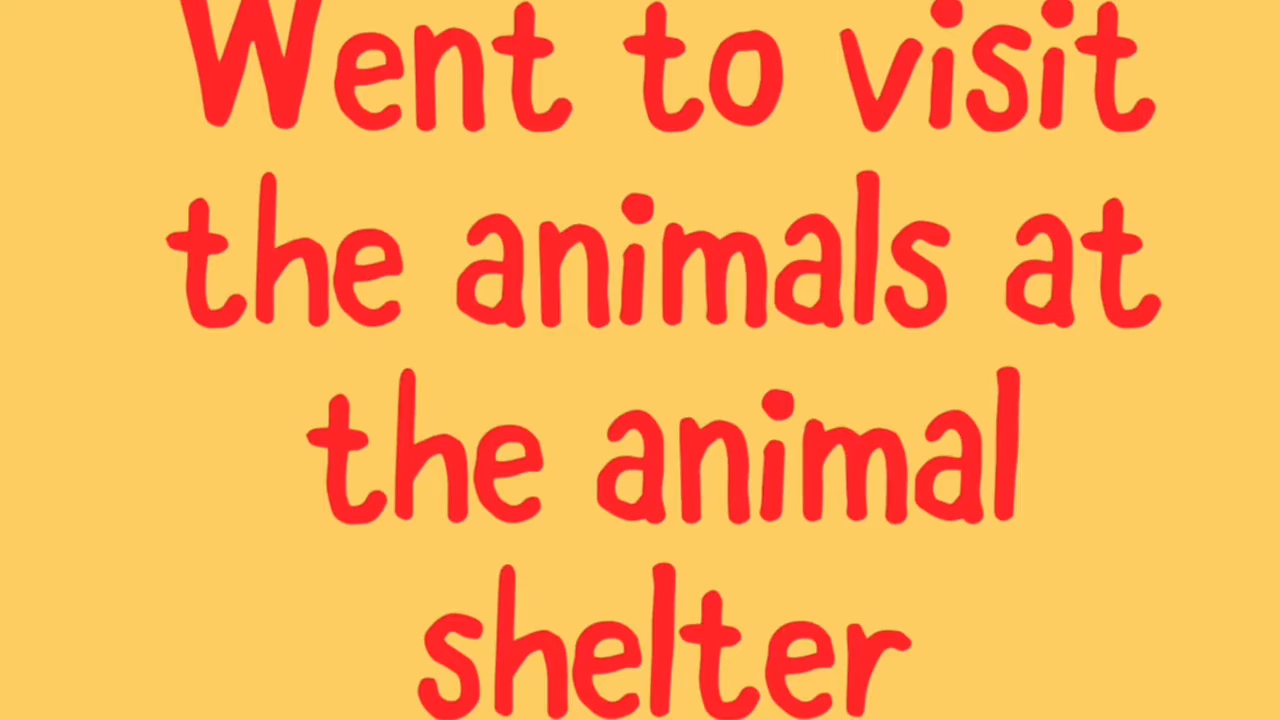 Went to visit
the animals at
the animal
shelter